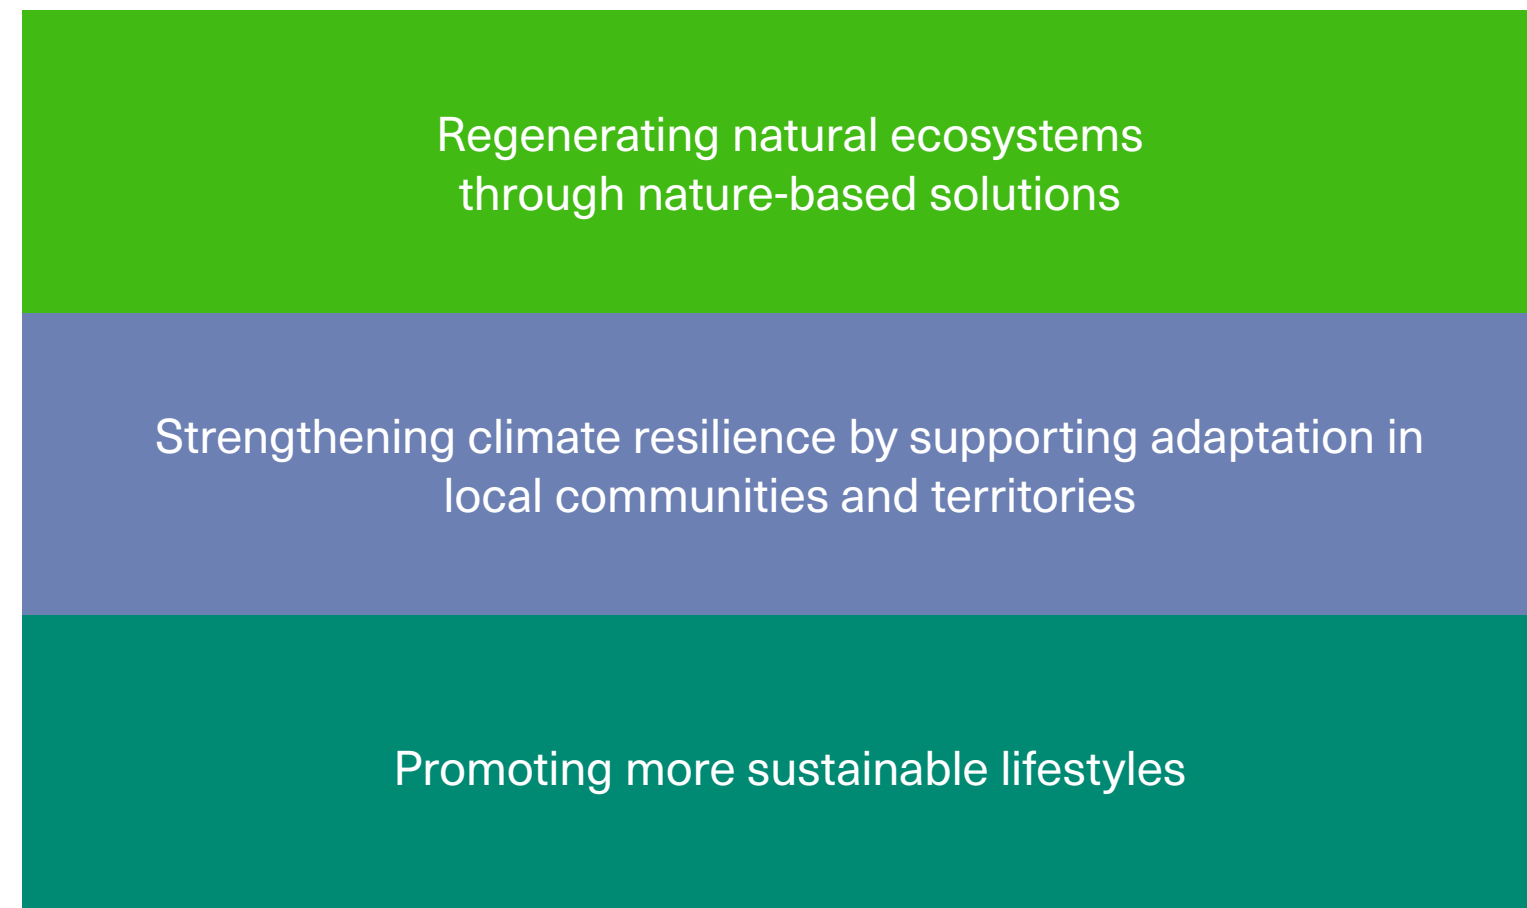 Regenerating natural ecosystems
through nature-based solutions
Strengthening climate resilience by supporting adaptation in
local communities and territories
Promoting more sustainable lifestyles